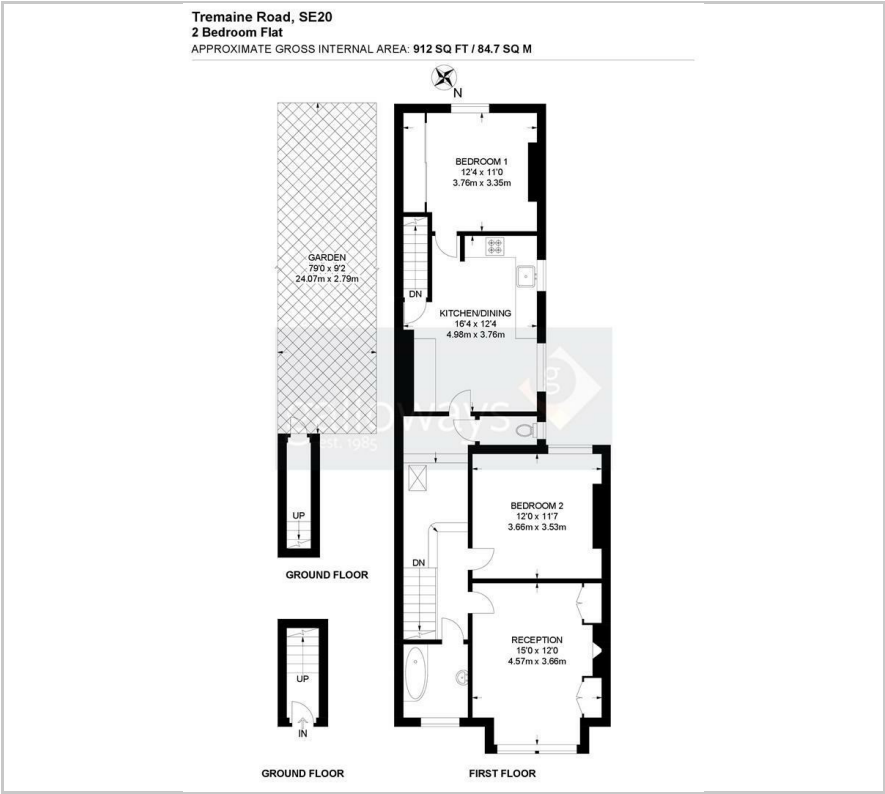 Tremaine Road, SE20
2 Bedroom Flat
APPROXIMATE GROSS INTERNAL AREA: 912 SQ FT / 84.7 SQ M
N
BEDROOM 1
12'4 x 11'0
3.76m x 3.35m
GARDEN
79'0 x 9'2
24.07m x 2.79m
DN
KITCHEN/DINING
16'4 x 12'4
4.98m x 3.76m
g
oways
est. 1985
UP
GROUND FLOOR
BEDROOM 2
12'0 x 11'7
3.66m x 3.53m
DN
RECEPTION
15'0 x 12'0
4.57m x 3.66m
UP
IN
GROUND FLOOR
FIRST FLOOR